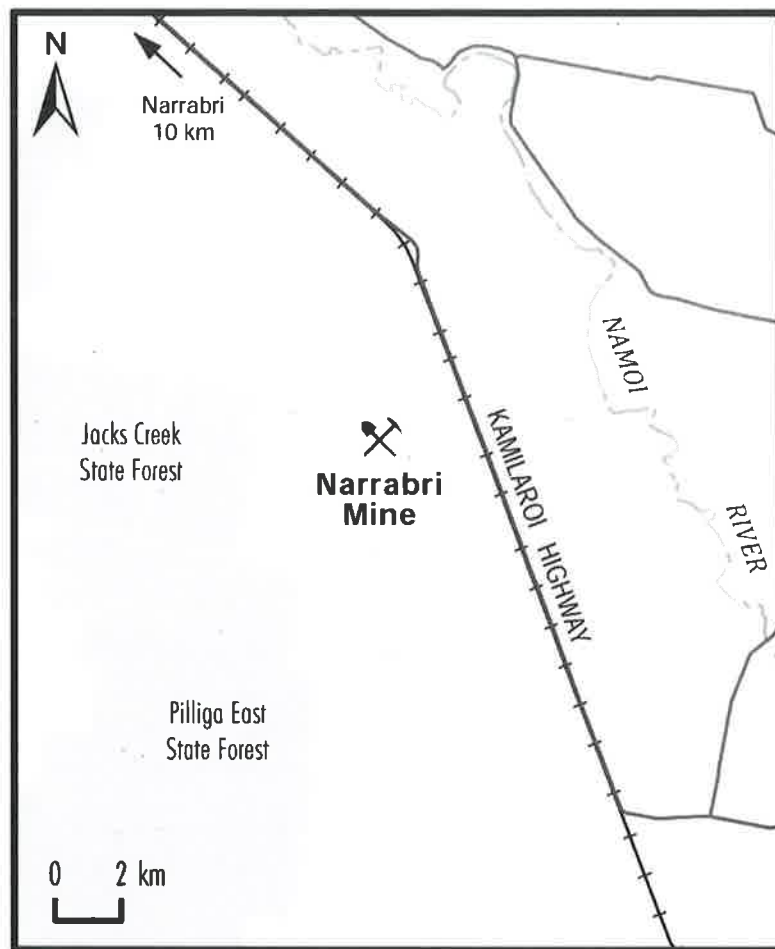 N
Narrabri
10 km
NAMOI
RIVER
KAMILAROI HIGHWAY
Jacks Creek
State Forest
Narrabri
Mine
Pilliga East
State Forest
0 2 km